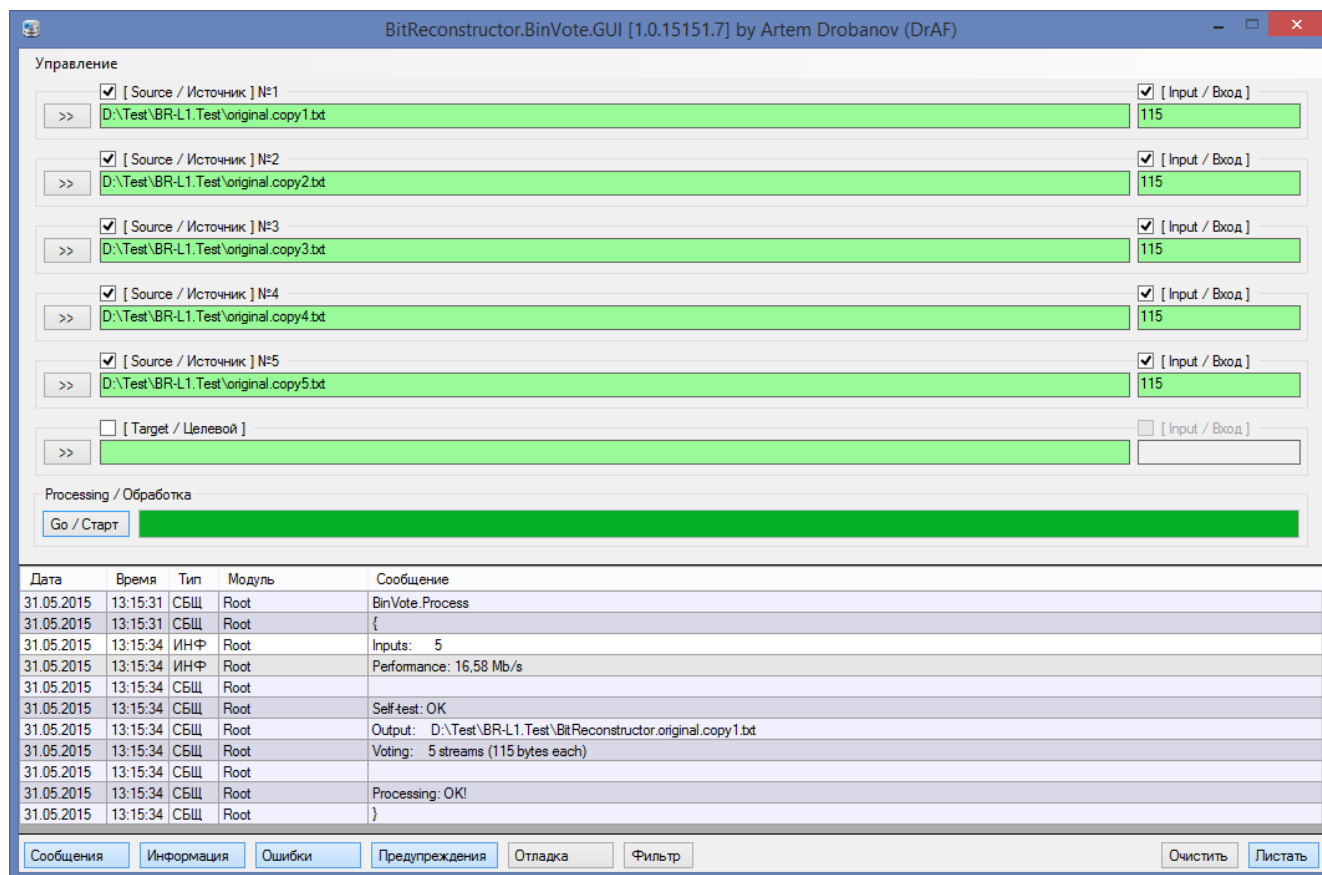 BitReconstructor.BinVote.GUI [1.0.15151.7] by Artem Drobanov (DrAF)
Управление
[ Source / Источник ] №1 [ Input / Вход ]
>> D:\Test\BR-L1.Test\original.copy1.txt 115
[ Source / Источник ] №2 [ Input / Вход ]
>> D:\Test\BR-L1.Test\original.copy2.txt 115
[ Source / Источник ] №3 [ Input / Вход ]
>> D:\Test\BR-L1.Test\original.copy3.txt 115
[ Source / Источник ] №4 [ Input / Вход ]
>> D:\Test\BR-L1.Test\original.copy4.txt 115
[ Source / Источник ] №5 [ Input / Вход ]
>> D:\Test\BR-L1.Test\original.copy5.txt 115
[ Target / Целевой ] [ Input / Вход ]
>>
Processing / Обработка
Go / Старт
Дата Время Тип Модуль Сообщение
31.05.2015 13:15:31 СБЩ Root BinVote.Process
31.05.2015 13:15:31 СБЩ Root {
31.05.2015 13:15:34 ИНФ Root Inputs: 5
31.05.2015 13:15:34 ИНФ Root Performance: 16,58 Mb/s
31.05.2015 13:15:34 СБЩ Root
31.05.2015 13:15:34 СБЩ Root Self-test: OK
31.05.2015 13:15:34 СБЩ Root Output: D:\Test\BR-L1.Test\BitReconstructor.original.copy1.txt
31.05.2015 13:15:34 СБЩ Root Voting: 5 streams (115 bytes each)
31.05.2015 13:15:34 СБЩ Root
31.05.2015 13:15:34 СБЩ Root Processing: OK!
31.05.2015 13:15:34 СБЩ Root }
Сообщения Информация Ошибки Предупреждения Отладка Фильтр Очистить Листать